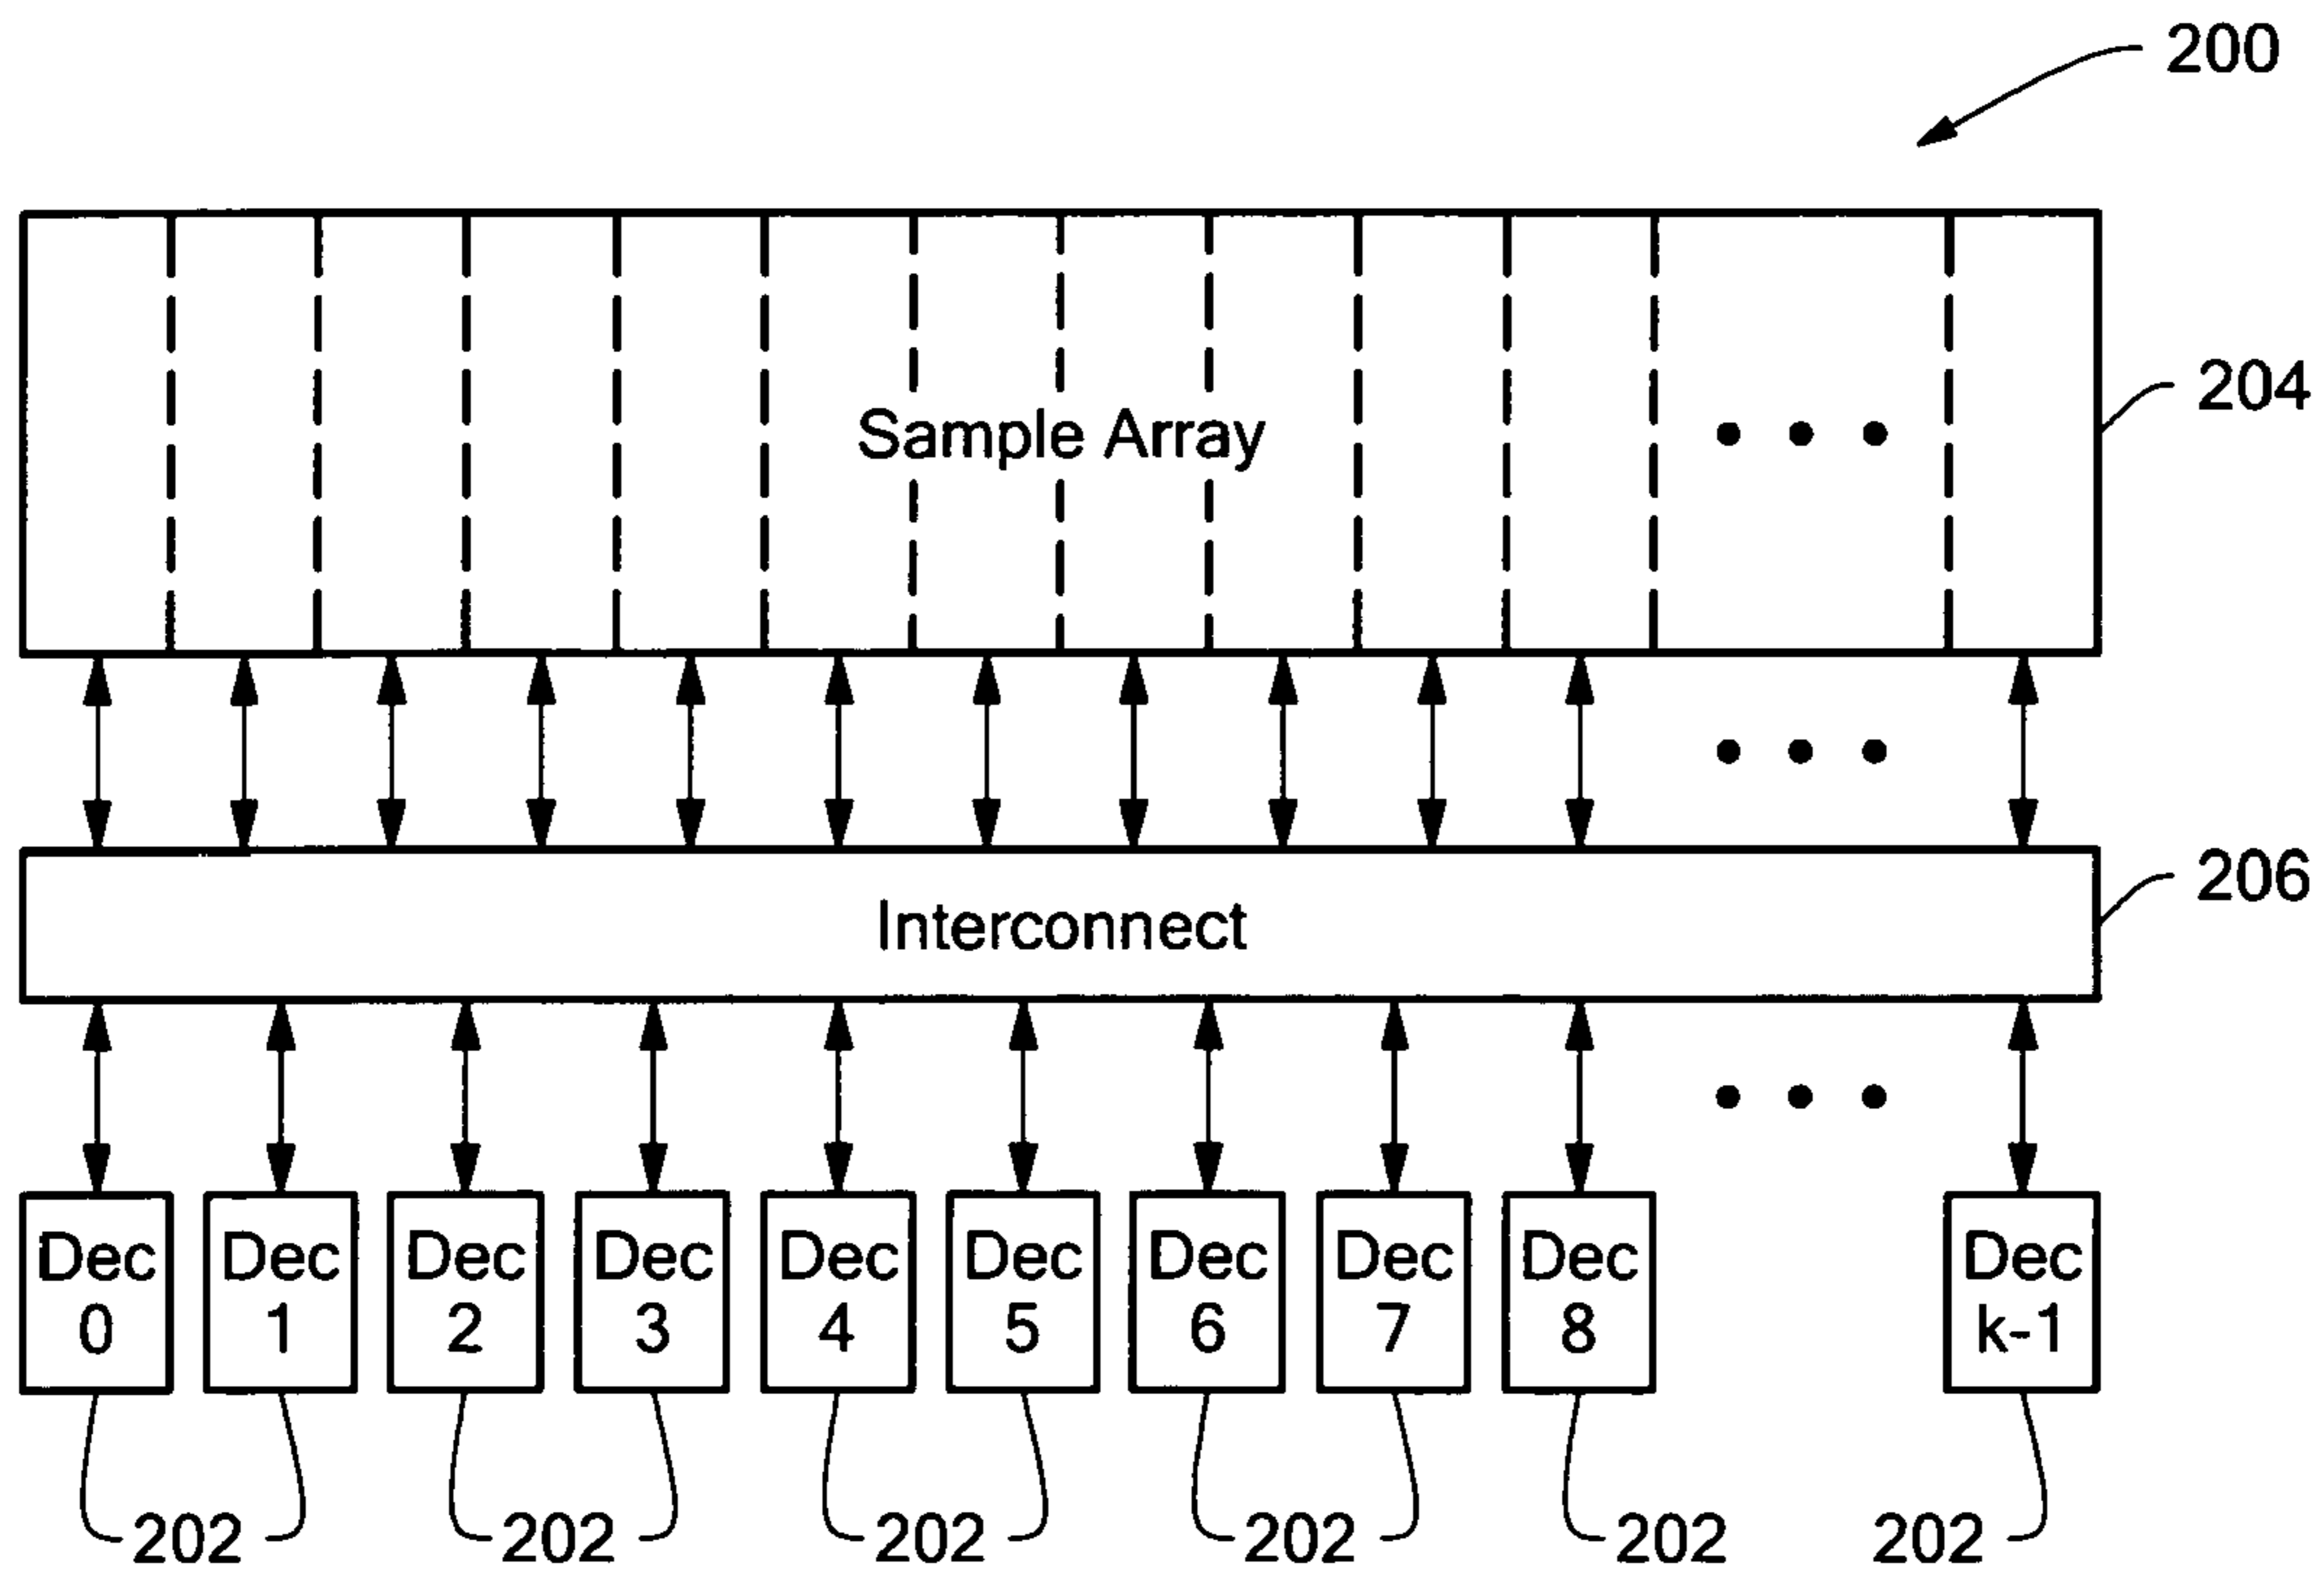 200
204
Sample Array
206
Interconnect
Dec 0
Dec 1
Dec 2
Dec 3
Dec 4
Dec 5
Dec 6
Dec 7
Dec 8
Dec k-1
202
202
202
202
202
202